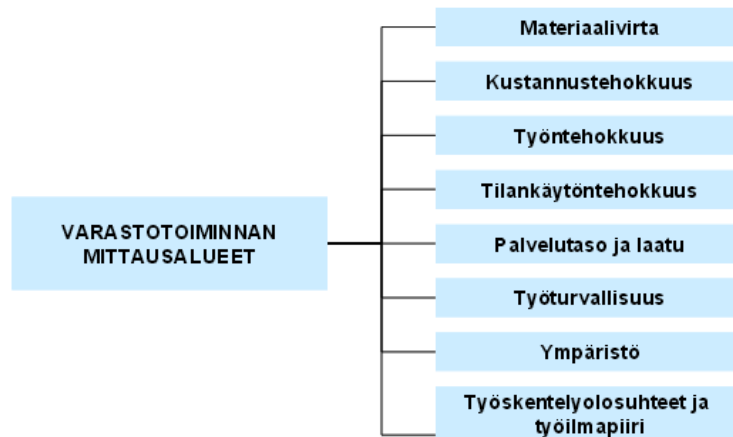 Materiaalivirta
Kustannustehokkuus
Työntehokkuus
Tilankäytöntehokkuus
VARASTOTOIMINNAN
MITTAUSALUEET
Palvelutaso ja laatu
Työturvallisuus
Ympäristö
Työskentelyolosuhteet ja
työilmapiiri